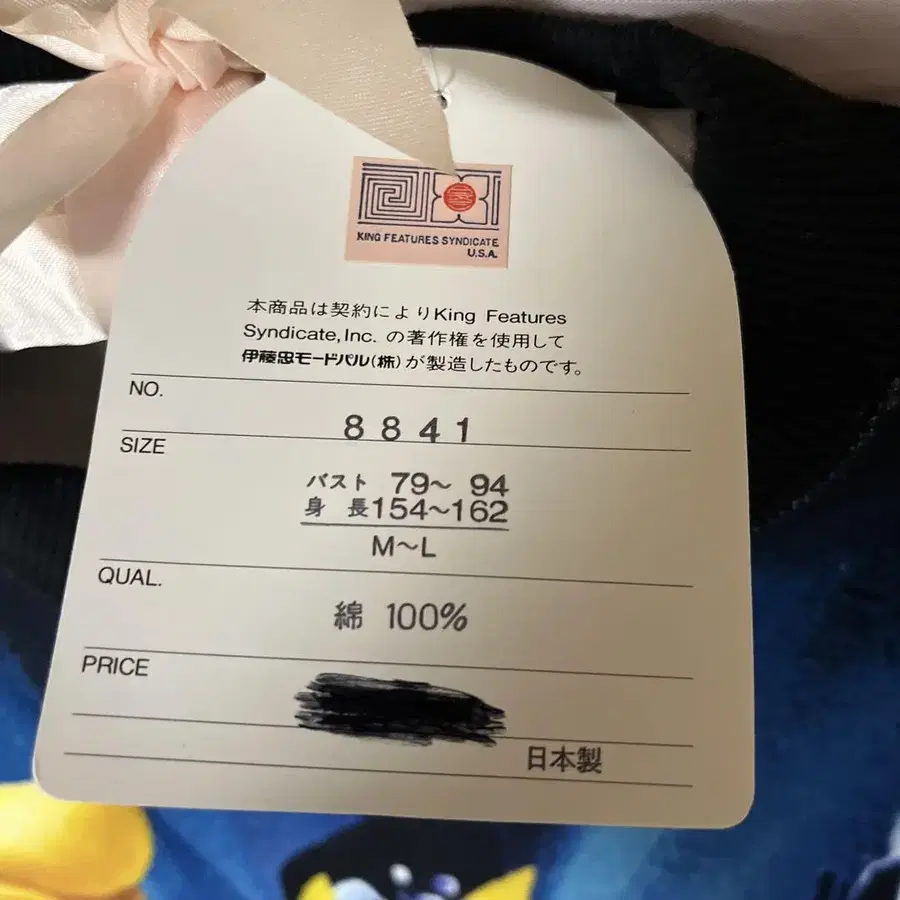 KING FEATURES SYNDICATE
U.S.A.
本商品は契約によりKing Features
Syndicate, Inc. の著作権を使用して
伊藤忠モードパル(株)が製造したものです。
NO.
8841
SIZE
バスト 79〜 94
身 長154〜162
M〜L
QUAL.
綿 100%
PRICE
日本製